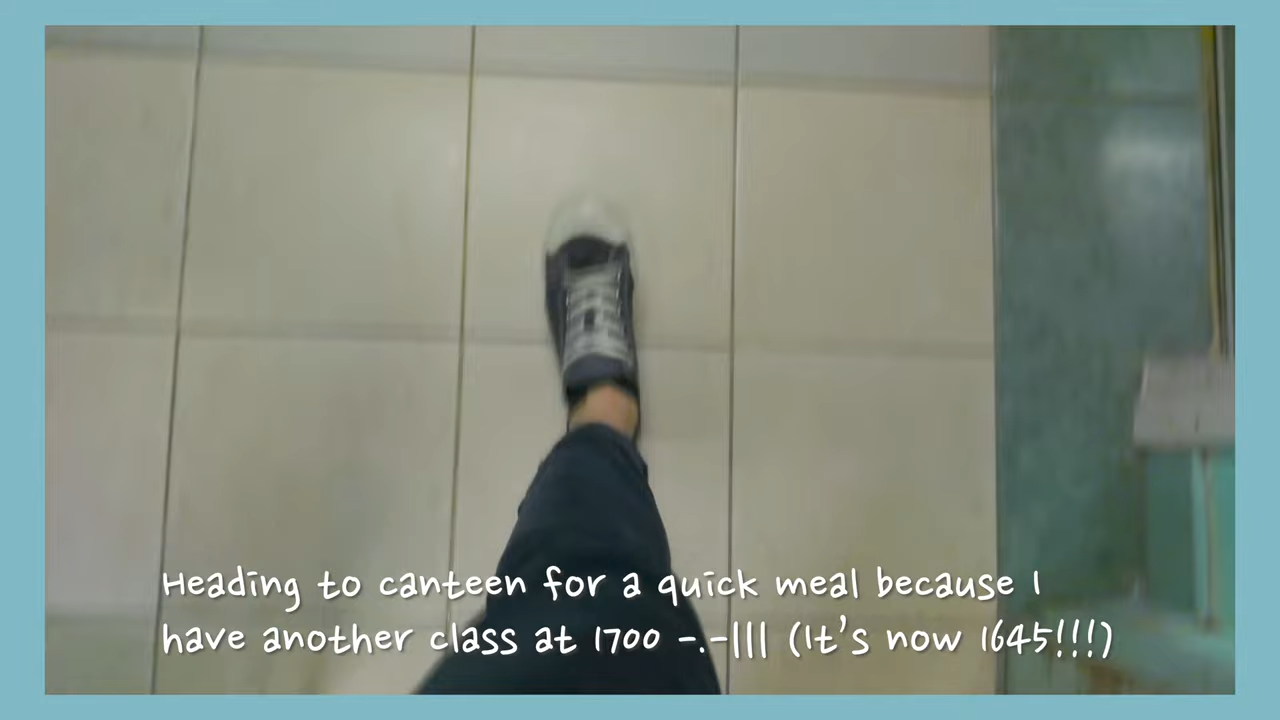 Heading to canteen for a quick meal because I
have another class at 1700 -.-||| (It's now 1645!!!)